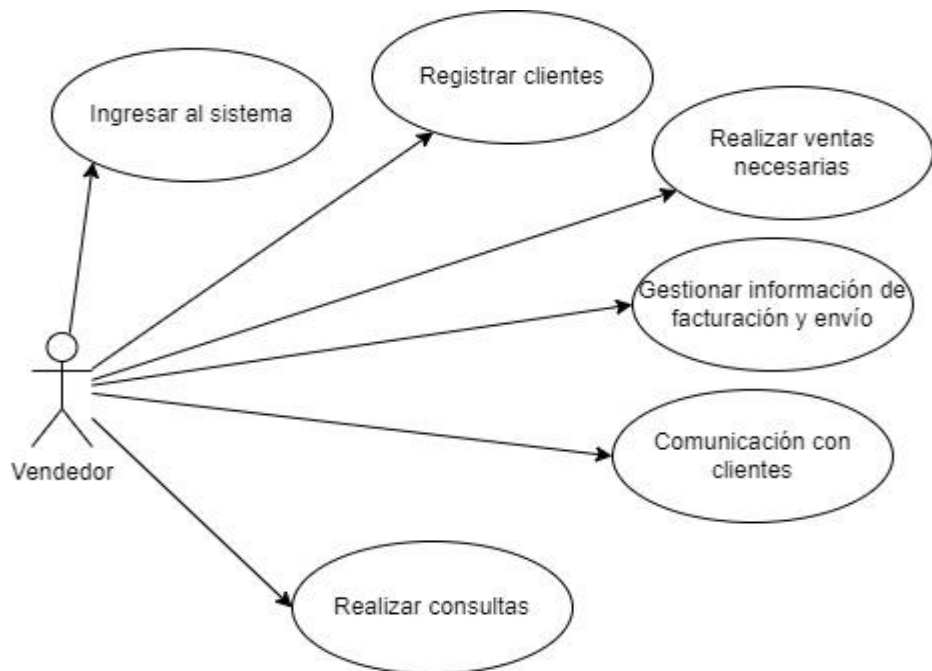 Registrar clientes
Ingresar al sistema
Realizar ventas
necesarias
Gestionar información de
facturación y envío
Comunicación con
clientes
Vendedor
Realizar consultas